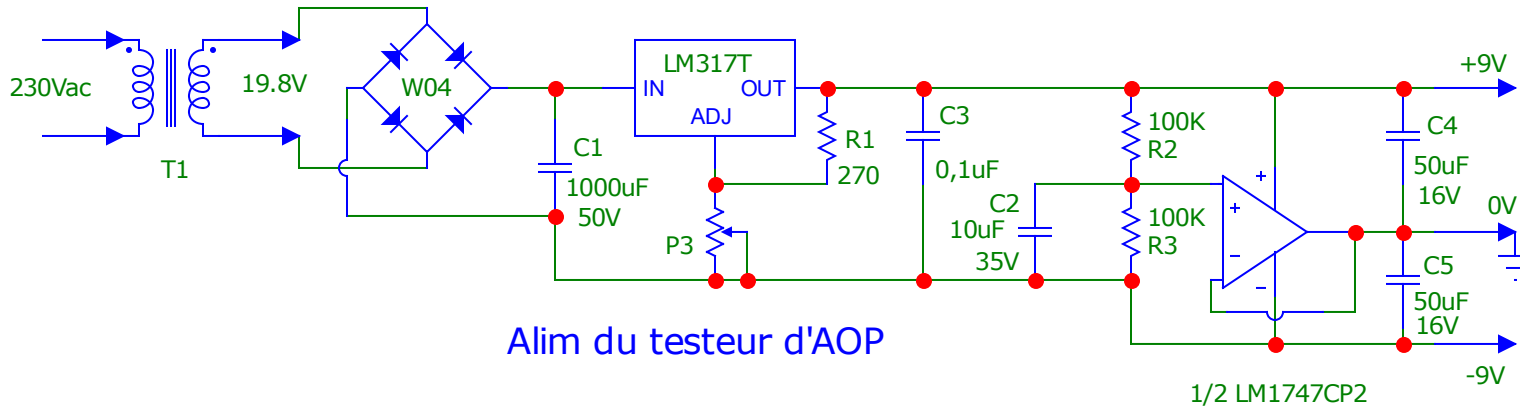 230Vac
T1
19.8V
W04
C1
1000uF
50V
LM317T
IN
OUT
ADJ
R1
270
P3
C3
0,1uF
C2
10uF
35V
100K
R2
100K
R3
+
+
−
−
1/2 LM1747CP2
+9V
C4
50uF
16V
0V
C5
50uF
16V
-9V
Alim du testeur d'AOP